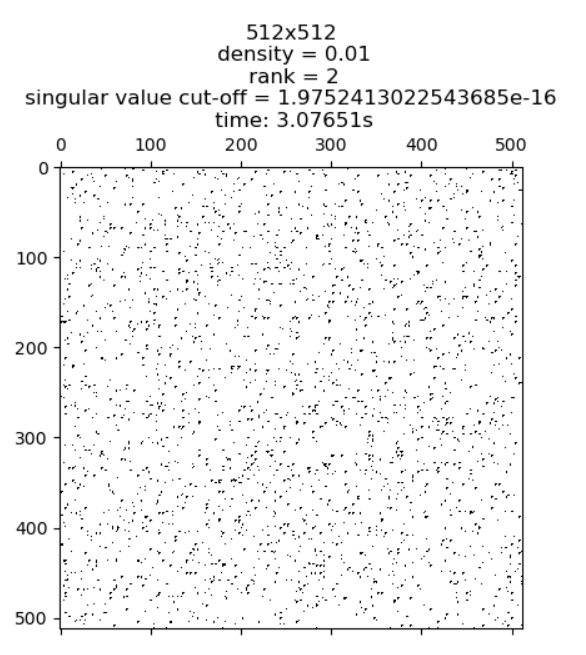 512x512
density = 0.01
rank = 2
singular value cut-off = 1.9752413022543685e-16
time: 3.07651s
0 100 200 300 400 500
0
100
200
300
400
500